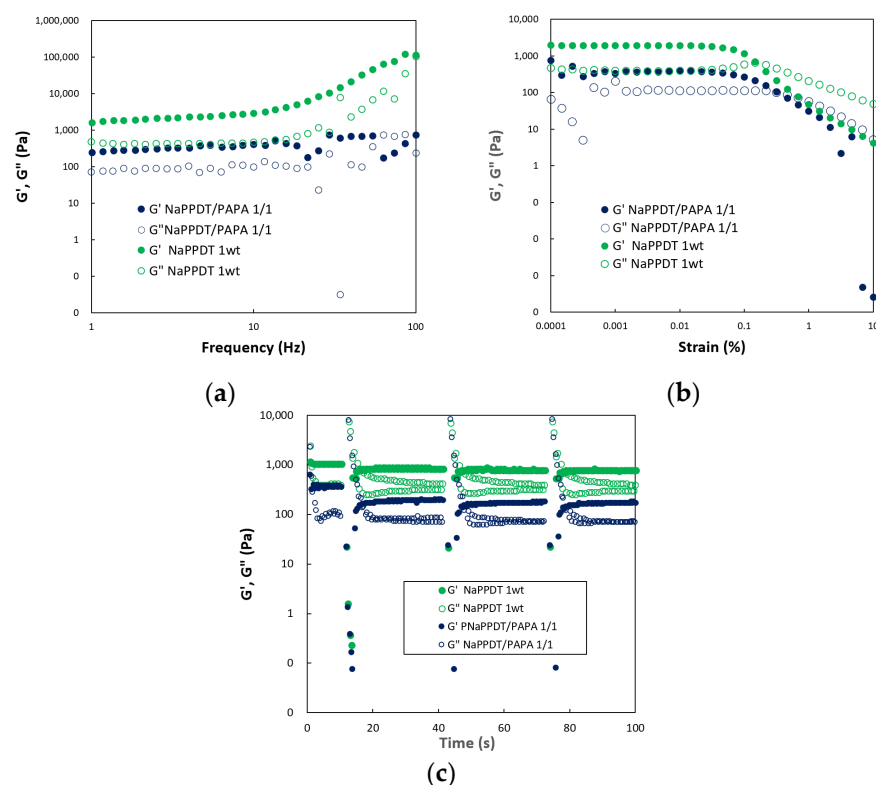 1,000,000
100,000
10,000
1,000
100
10
1
0
0
G', G" (Pa)
G' NaPPDT/PAPA 1/1
G"NaPPDT/PAPA 1/1
G' NaPPDT 1wt
G" NaPPDT 1wt
1 10 100
Frequency (Hz)
(a)
10,000
1,000
100
10
1
0
0
0
0
G', G" (Pa)
G' NaPPDT/PAPA 1/1
G" NaPPDT/PAPA 1/1
G' NaPPDT 1wt
G" NaPPDT 1wt
0.0001 0.001 0.01 0.1 1 10
Strain (%)
(b)
10,000
1,000
100
10
1
0
0
G', G" (Pa)
G' NaPPDT 1wt
G" NaPPDT 1wt
G' PNaPPDT/PAPA 1/1
G" NaPPDT/PAPA 1/1
0 20 40 60 80 100
Time (s)
(c)